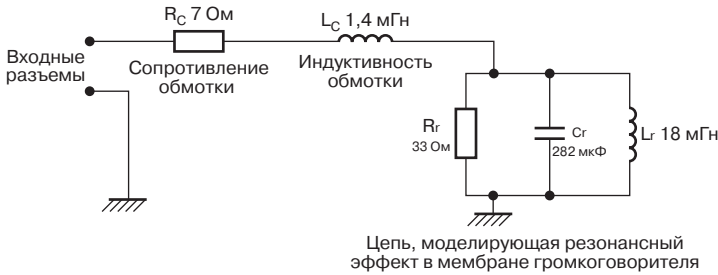 R_C 7 Ом
L_C 1,4 мГн
Входные
разъемы
Сопротивление
обмотки
Индуктивность
обмотки
Rr
33 Ом
Cr
282 мкФ
Lr 18 мГн
Цепь, моделирующая резонансный
эффект в мембране громкоговорителя